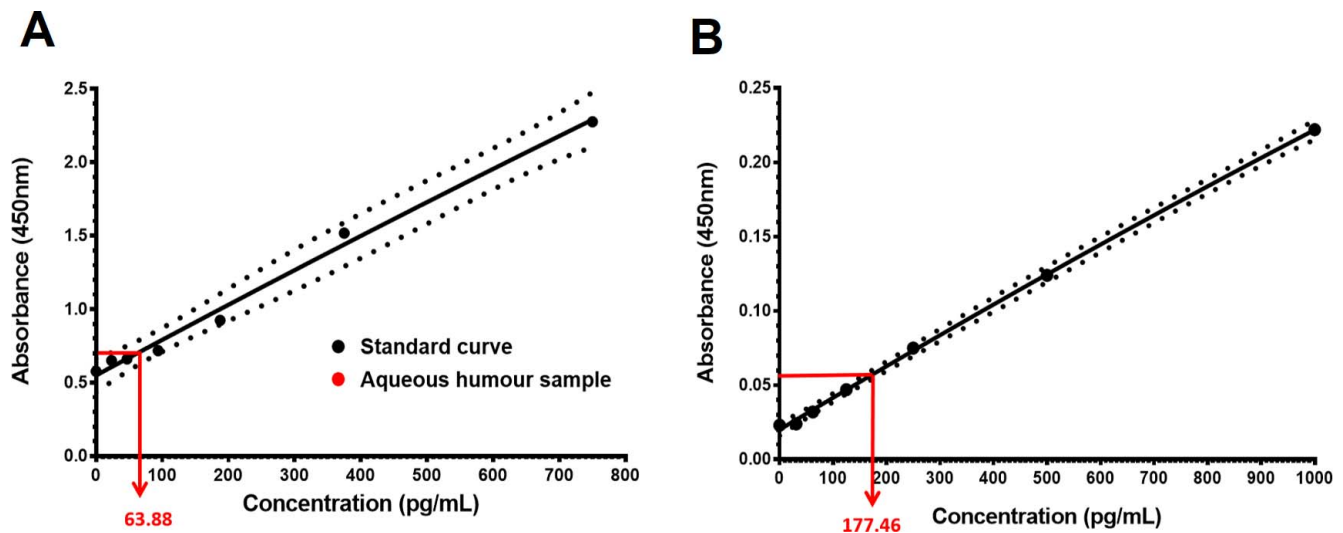 A
B
2.5
2.0
1.5
1.0
0.5
0.0
Absorbance (450nm)
Standard curve
Aqueous humour sample
0 100 200 300 400 500 600 700 800
Concentration (pg/mL)
63.88
0.25
0.20
0.15
0.10
0.05
0.00
Absorbance (450nm)
0 100 200 300 400 500 600 700 800 900 1000
Concentration (pg/mL)
177.46